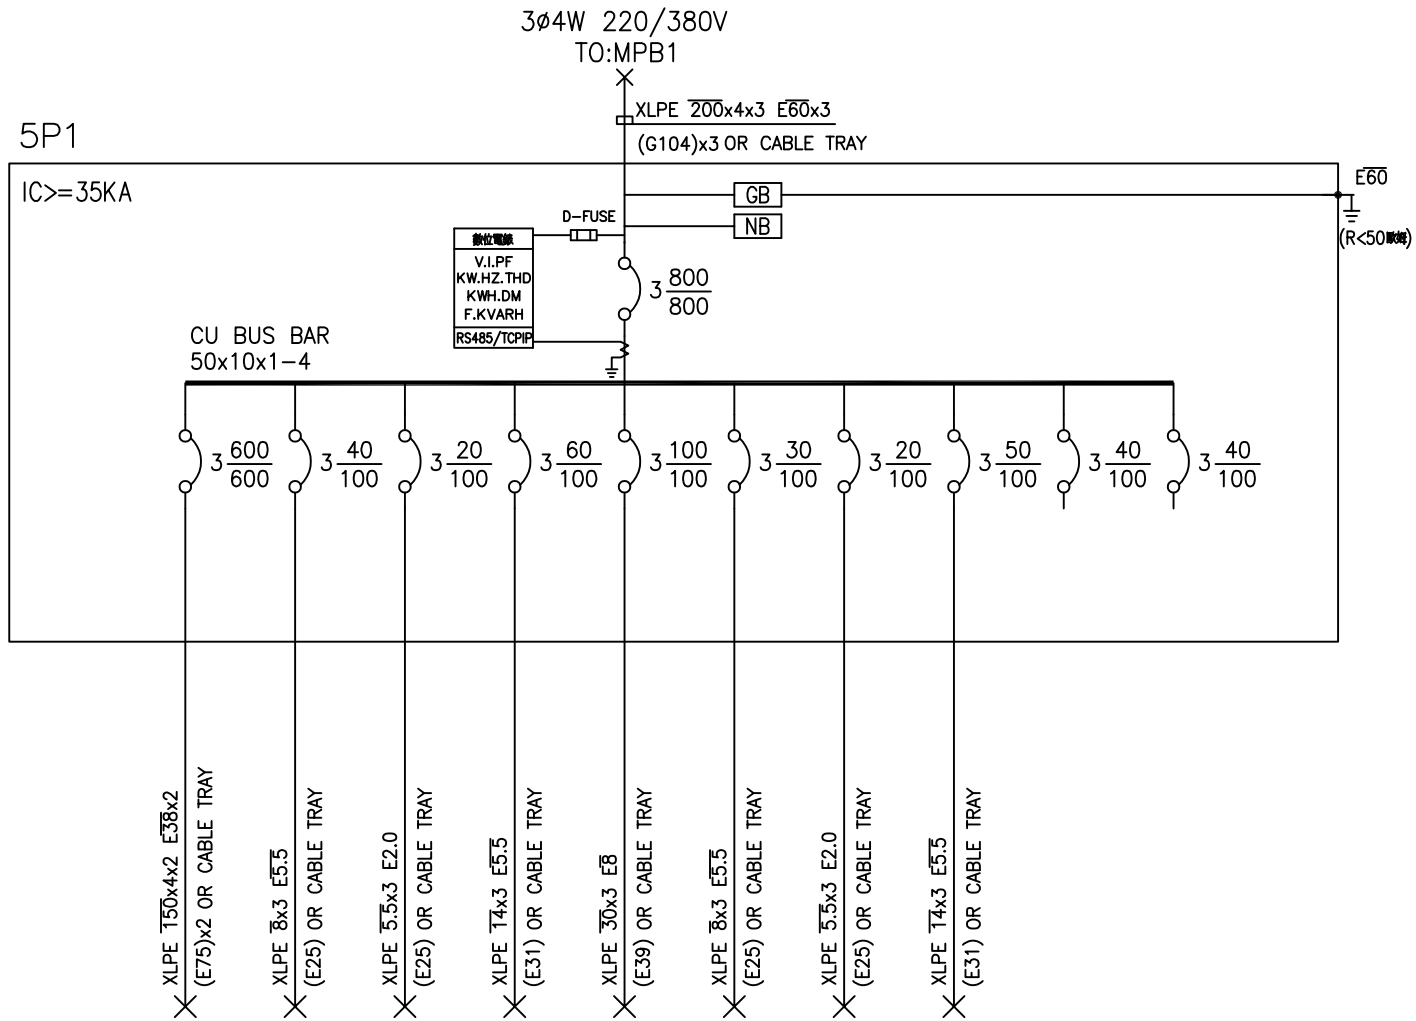 3ø4W 220/380V
TO:MPB1
XLPE 200x4x3 E60x3
(G104)x3 OR CABLE TRAY
5P1
IC>=35KA
GB
E60
NB
(R<50歐姆)
D-FUSE
數位電錶
V.I.PF
KW.HZ.THD
KWH.DM
F.KVARH
RS485/TCPIP
3 800/800
CU BUS BAR
50x10x1-4
3 600/600
3 40/100
3 20/100
3 60/100
3 100/100
3 30/100
3 20/100
3 50/100
3 40/100
3 40/100
XLPE 150x4x2 E38x2
(E75)x2 OR CABLE TRAY
XLPE 8x3 E5.5
(E25) OR CABLE TRAY
XLPE 5.5x3 E2.0
(E25) OR CABLE TRAY
XLPE 14x3 E5.5
(E31) OR CABLE TRAY
XLPE 30x3 E8
(E39) OR CABLE TRAY
XLPE 8x3 E5.5
(E25) OR CABLE TRAY
XLPE 5.5x3 E2.0
(E25) OR CABLE TRAY
XLPE 14x3 E5.5
(E31) OR CABLE TRAY